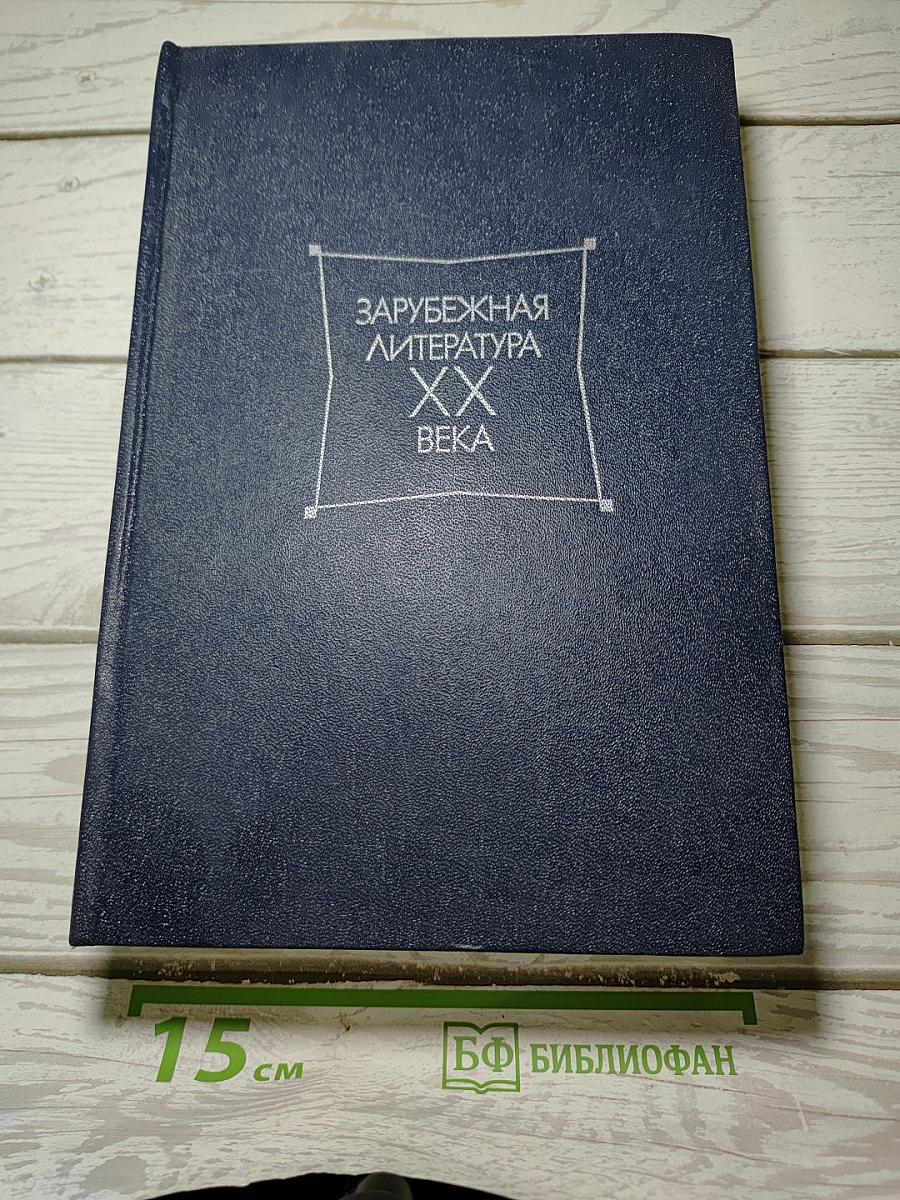 ЗАРУБЕЖНАЯ
ЛИТЕРАТУРА
XX
ВЕКА
15 см
БФ БИБЛИОФАН